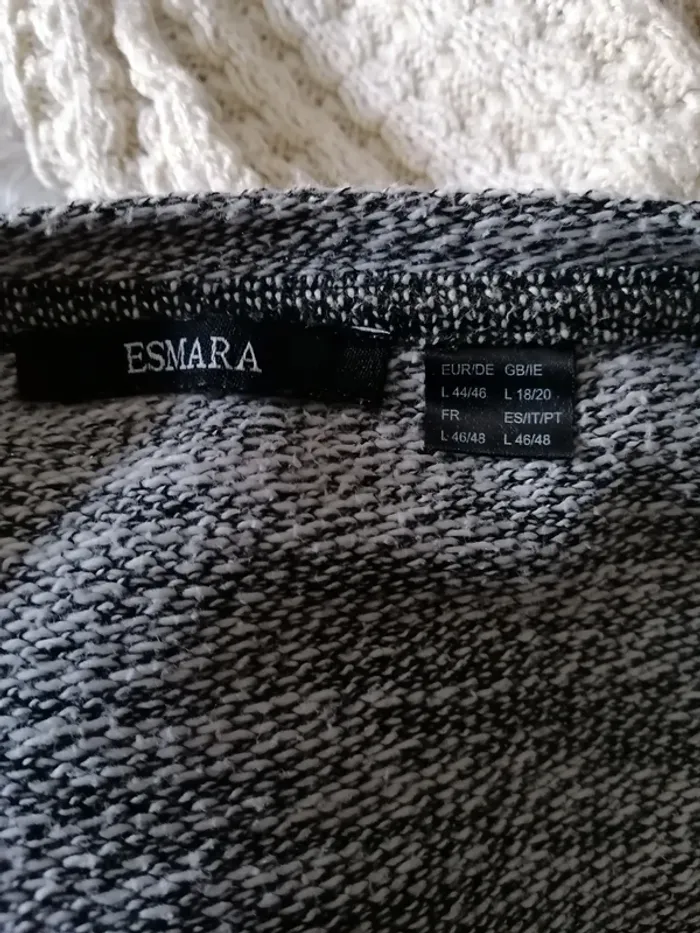 ESMARA
EUR/DE GB/IE
L 44/46 L 18/20
FR ES/IT/PT
L 46/48 L 46/48